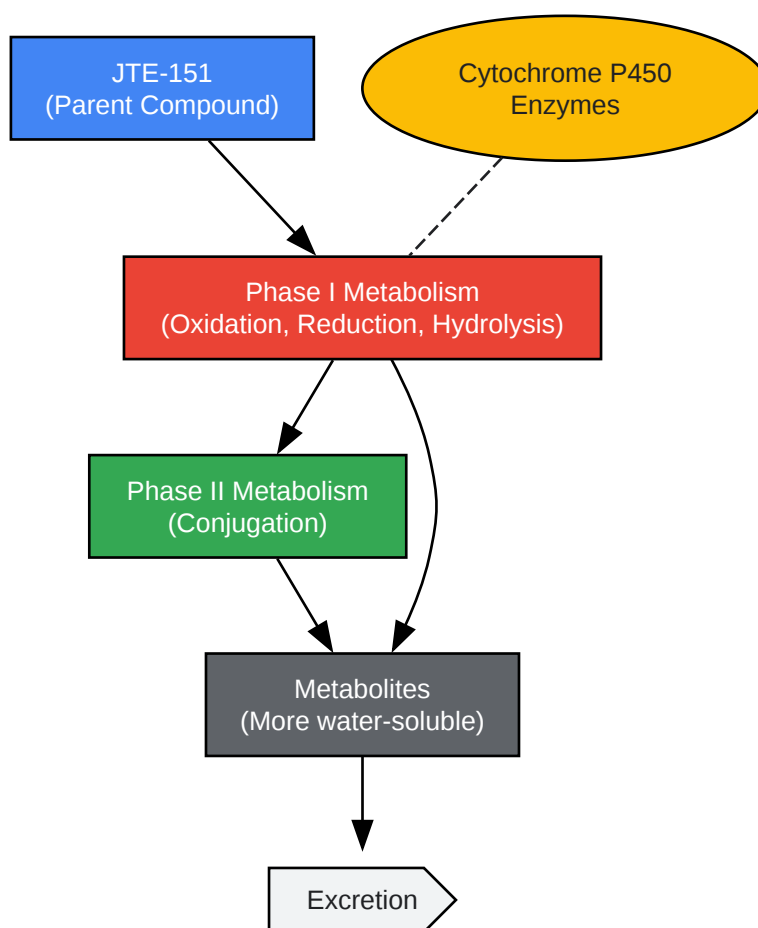 JTE-151
(Parent Compound)
Cytochrome P450
Enzymes
Phase I Metabolism
(Oxidation, Reduction, Hydrolysis)
Phase II Metabolism
(Conjugation)
Metabolites
(More water-soluble)
Excretion